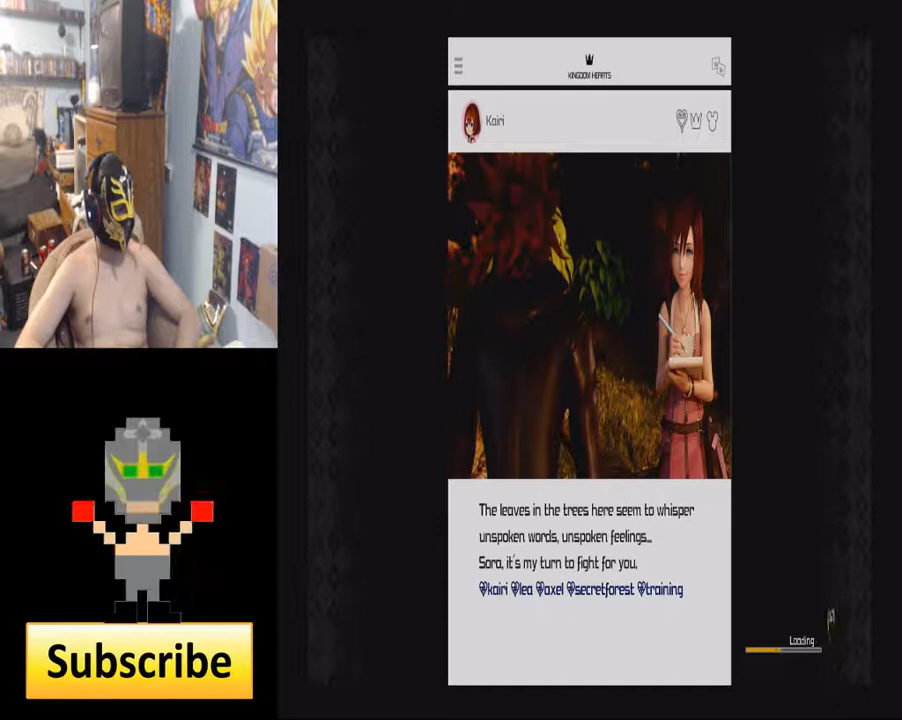 KINGDOM HEARTS
Kairi
The leaves in the trees here seem to whisper
unspoken words, unspoken feelings...
Sora, it's my turn to fight for you.
kairi lea axel secretforest training
Loading
Subscribe